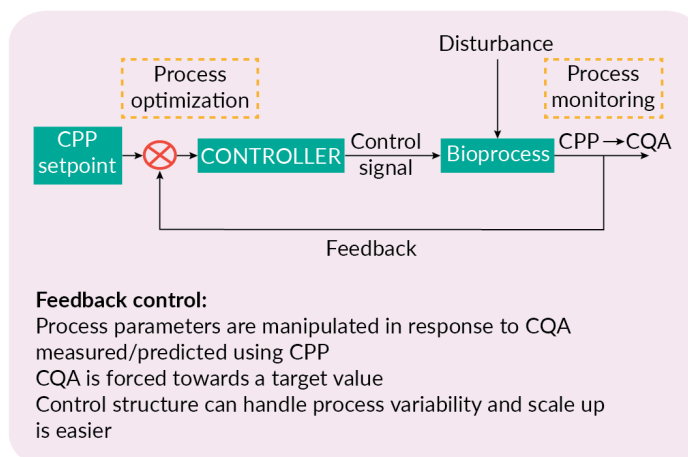 Disturbance
Process
optimization
Process
monitoring
CPP
setpoint
CONTROLLER
Control
signal
Bioprocess
CPP→CQA
Feedback
Feedback control:
Process parameters are manipulated in response to CQA
measured/predicted using CPP
CQA is forced towards a target value
Control structure can handle process variability and scale up
is easier